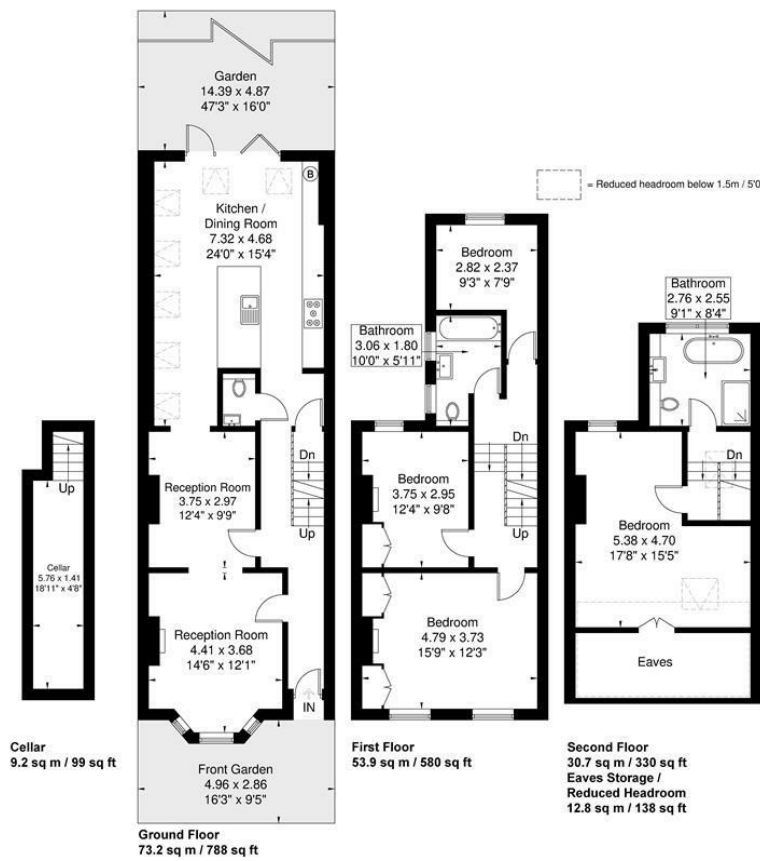 Garden
14.39 x 4.87
47'3" x 16'0"
B
= Reduced headroom below 1.5m / 5'0
Kitchen /
Dining Room
7.32 x 4.68
24'0" x 15'4"
Bedroom
2.82 x 2.37
9'3" x 7'9"
Bathroom
2.76 x 2.55
9'1" x 8'4"
Bathroom
3.06 x 1.80
10'0" x 5'11"
Up
Cellar
5.76 x 1.41
18'11" x 4'8"
Dn
Up
Reception Room
3.75 x 2.97
12'4" x 9'9"
Dn
Up
Bedroom
3.75 x 2.95
12'4" x 9'8"
Dn
Bedroom
5.38 x 4.70
17'8" x 15'5"
Reception Room
4.41 x 3.68
14'6" x 12'1"
IN
Bedroom
4.79 x 3.73
15'9" x 12'3"
Eaves
Cellar
9.2 sq m / 99 sq ft
Front Garden
4.96 x 2.86
16'3" x 9'5"
Ground Floor
73.2 sq m / 788 sq ft
First Floor
53.9 sq m / 580 sq ft
Second Floor
30.7 sq m / 330 sq ft
Eaves Storage /
Reduced Headroom
12.8 sq m / 138 sq ft